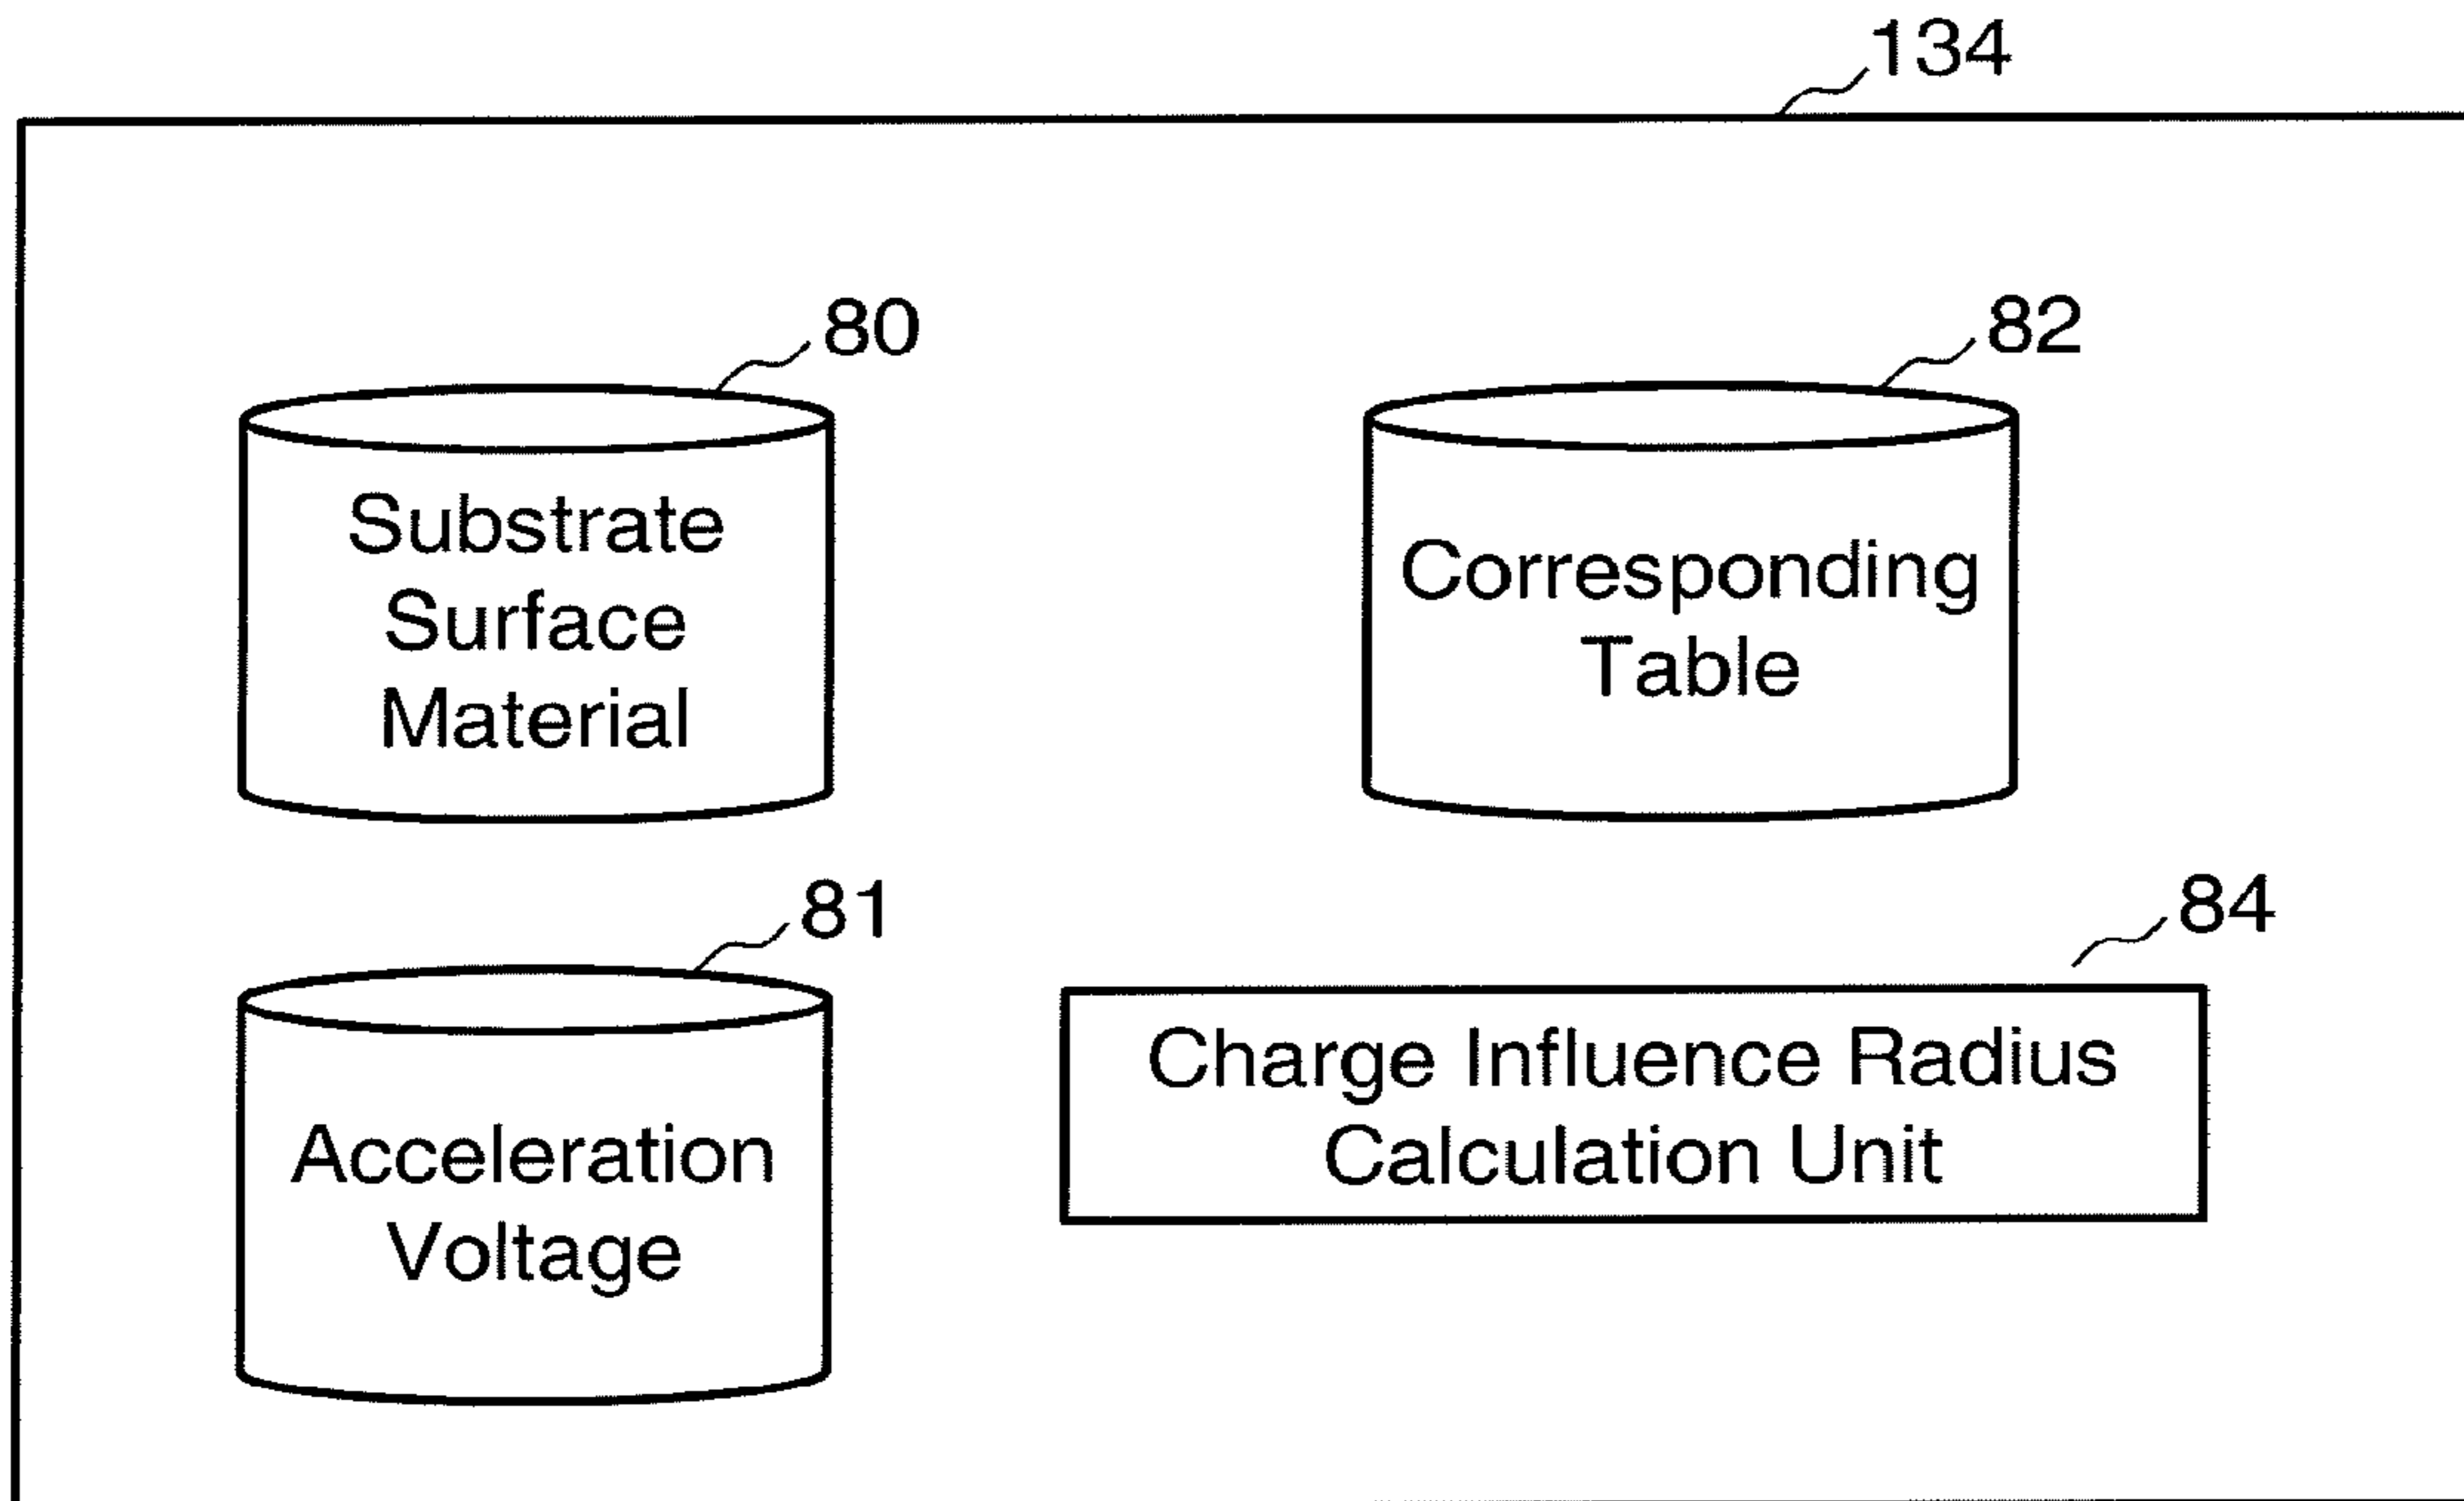 134
80
Substrate
Surface
Material
82
Corresponding
Table
81
Acceleration
Voltage
84
Charge Influence Radius
Calculation Unit